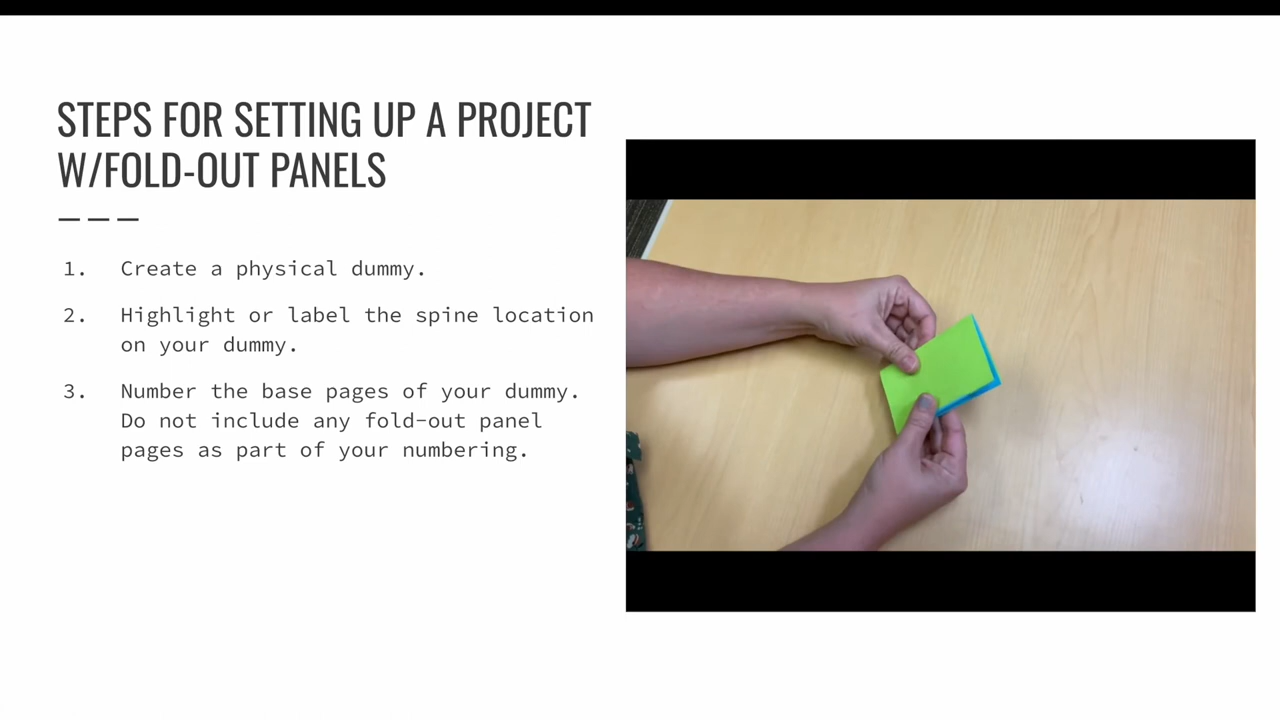 STEPS FOR SETTING UP A PROJECT
W/FOLD-OUT PANELS
1. Create a physical dummy.
2. Highlight or label the spine location
on your dummy.
3. Number the base pages of your dummy.
Do not include any fold-out panel
pages as part of your numbering.